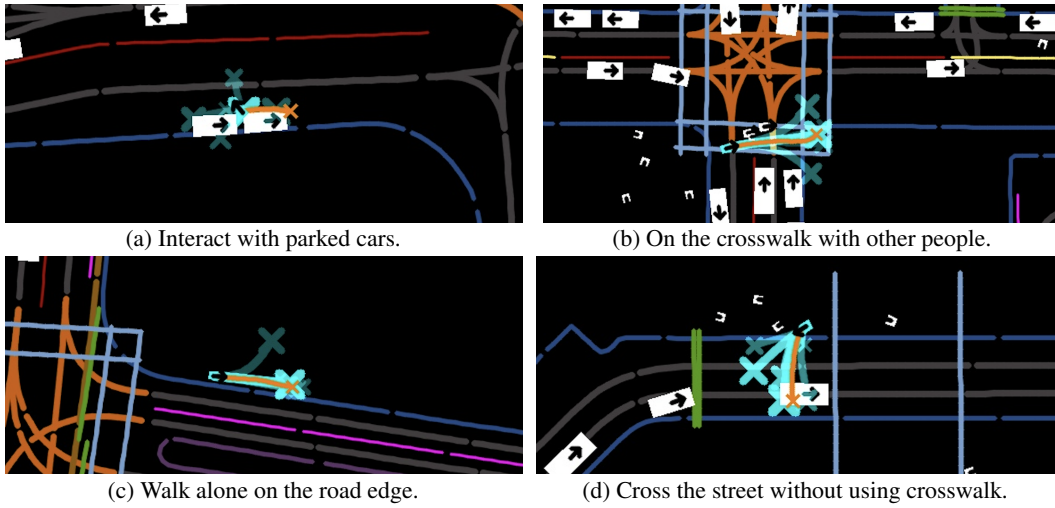 (a) Interact with parked cars.
(b) On the crosswalk with other people.
(c) Walk alone on the road edge.
(d) Cross the street without using crosswalk.